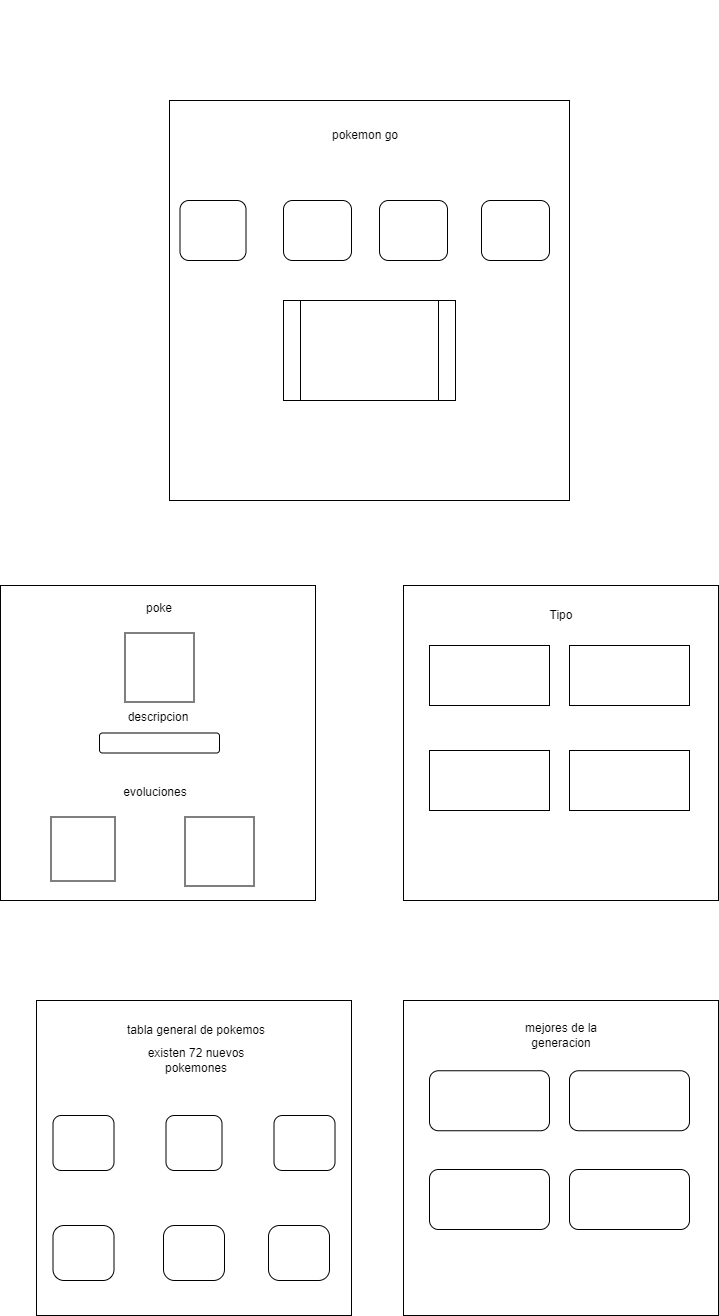 pokemon go
poke
descripcion
evoluciones
Tipo
tabla general de pokemos
existen 72 nuevos
pokemones
mejores de la
generacion